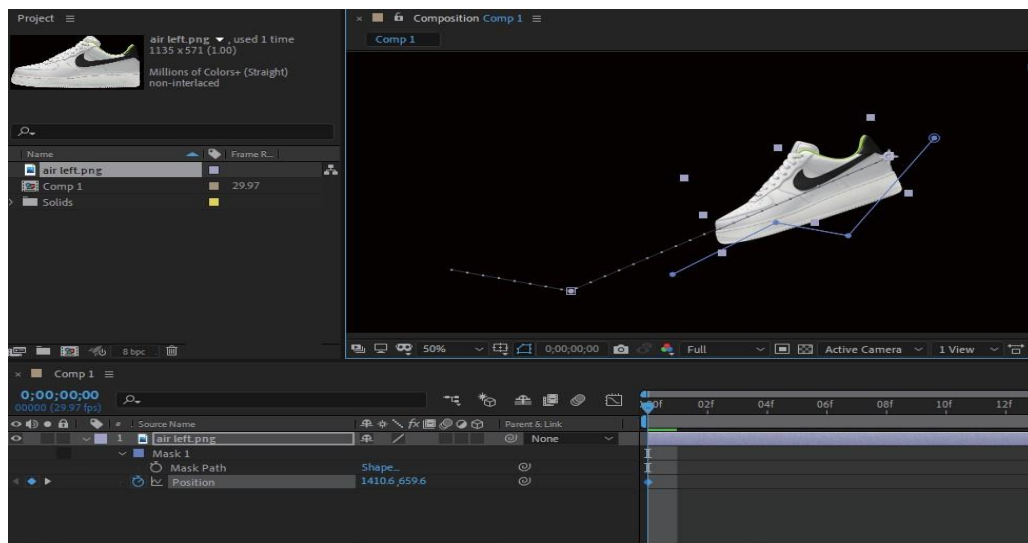 Project
air left.png , used 1 time
1135 x 571 (1.00)
Millions of Colors+ (Straight)
non-interlaced
Name Frame R...
air left.png
Comp 1 29.97
Solids
8 bpc
Composition Comp 1
Comp 1
50% 0;00;00;00 Full Active Camera 1 View
Comp 1
0;00;00;00
00000 (29.97 fps)
# Source Name fx Parent & Link
1 air left.png None
Mask 1
Mask Path Shape...
Position 1410.6,659.6
02f 04f 06f 08f 10f 12f